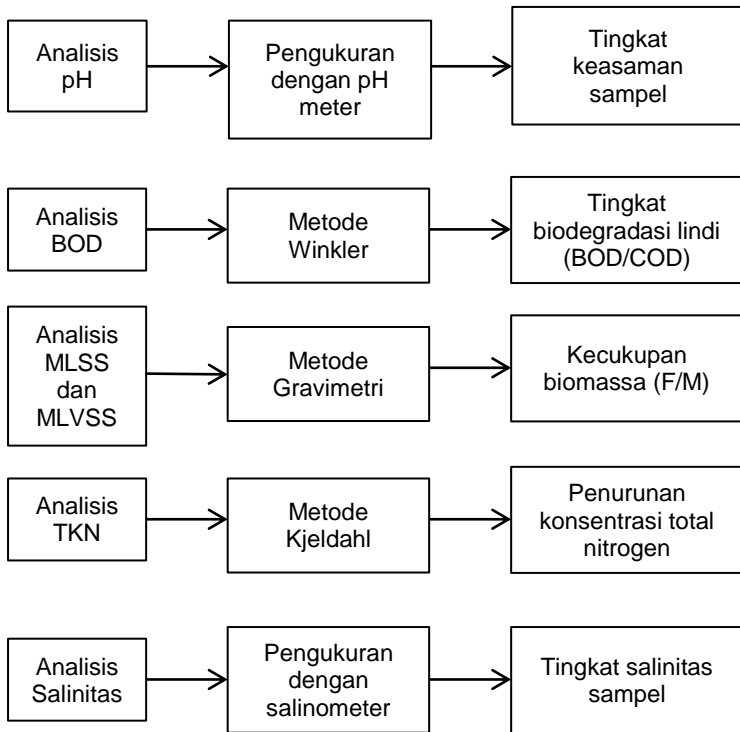 Analisis
pH
Pengukuran
dengan pH
meter
Tingkat
keasaman
sampel
Analisis
BOD
Metode
Winkler
Tingkat
biodegradasi lindi
(BOD/COD)
Analisis
MLSS
dan
MLVSS
Metode
Gravimetri
Kecukupan
biomassa (F/M)
Analisis
TKN
Metode
Kjeldahl
Penurunan
konsentrasi total
nitrogen
Analisis
Salinitas
Pengukuran
dengan
salinometer
Tingkat salinitas
sampel